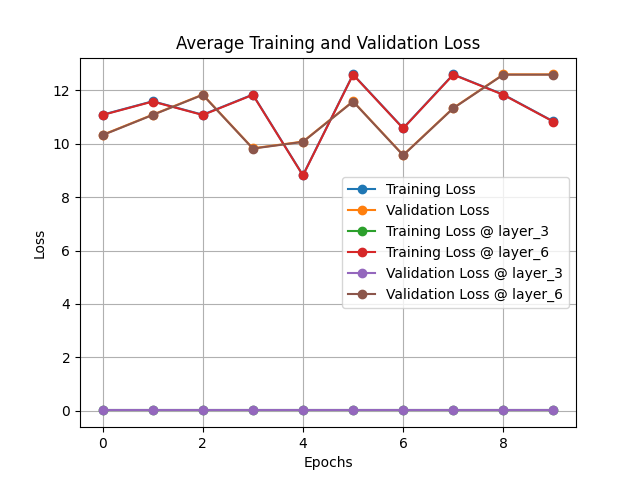 Average Training and Validation Loss
12
10
8
6
4
2
0
Loss
Training Loss
Validation Loss
Training Loss @ layer_3
Training Loss @ layer_6
Validation Loss @ layer_3
Validation Loss @ layer_6
0 2 4 6 8
Epochs